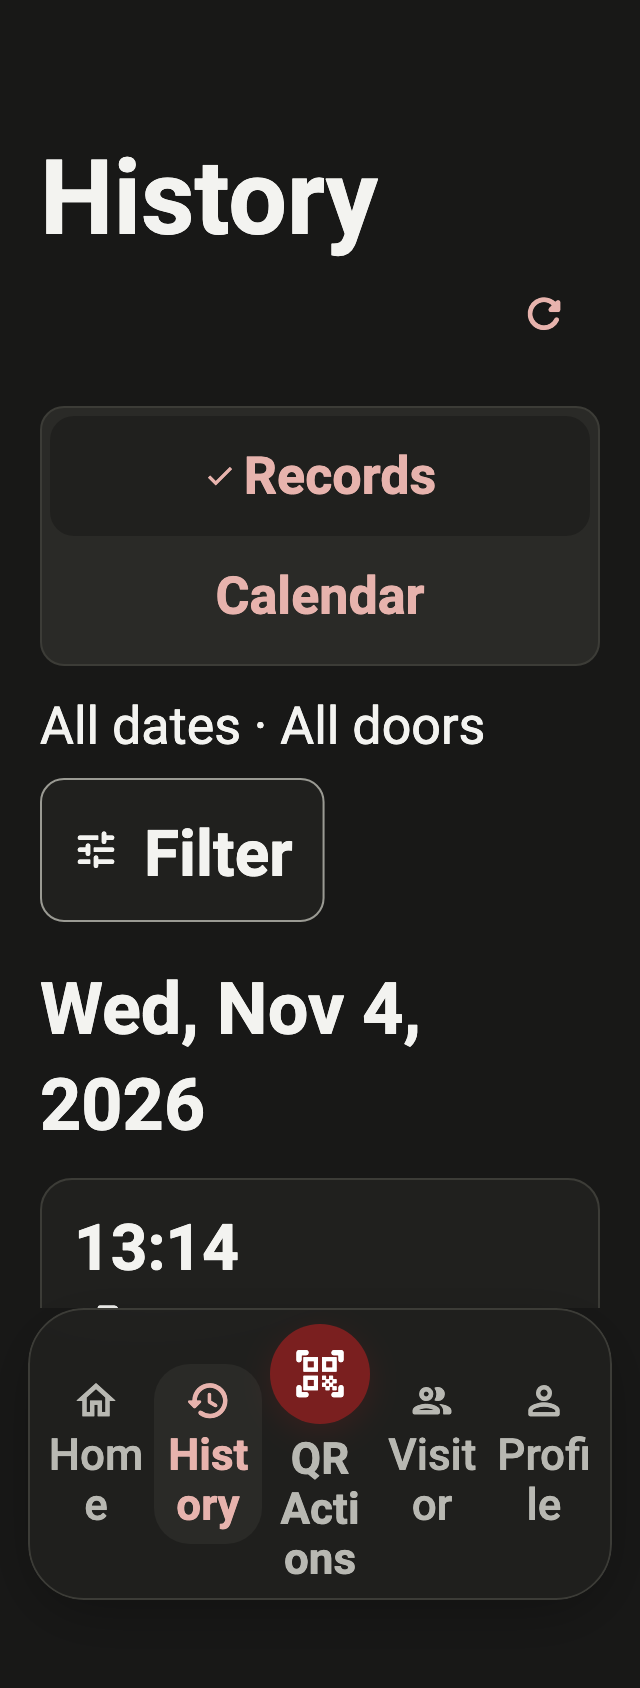 History
Records
Calendar
All dates · All doors
Filter
Wed, Nov 4,
2026
13:14
Hom
e
Hist
ory
QR
Acti
ons
Visit
or
Profi
le